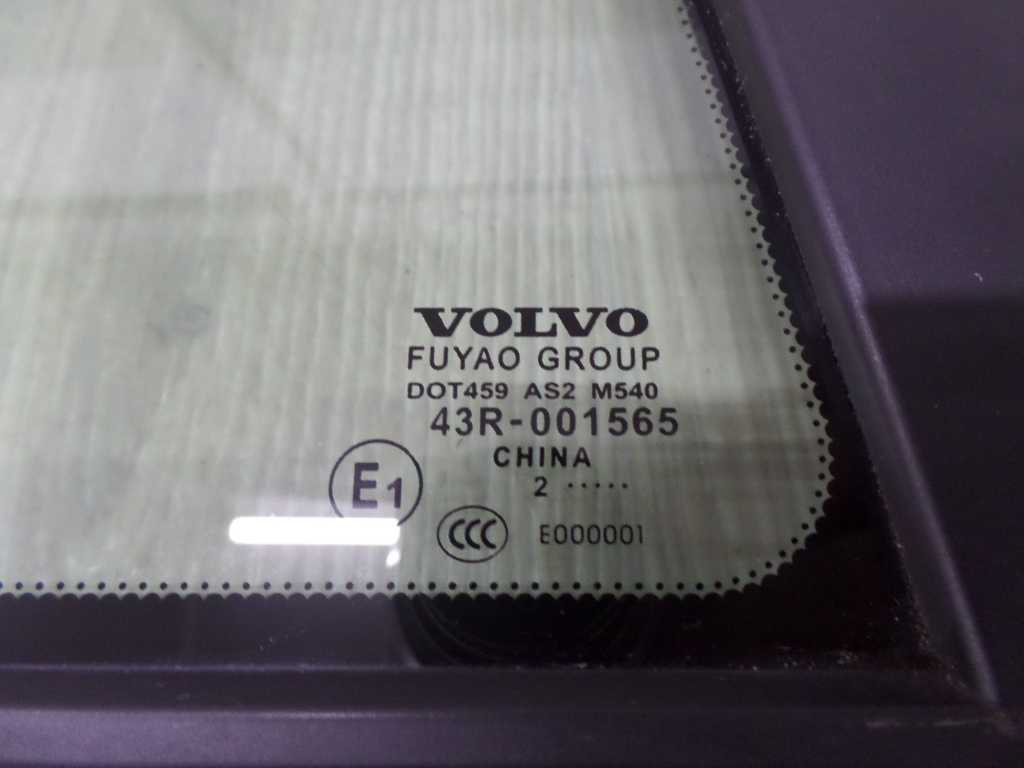 VOLVO
FUYAO GROUP
DOT459 AS2 M540
43R-001565
CHINA
E1
2 ·····
CCC
E000001